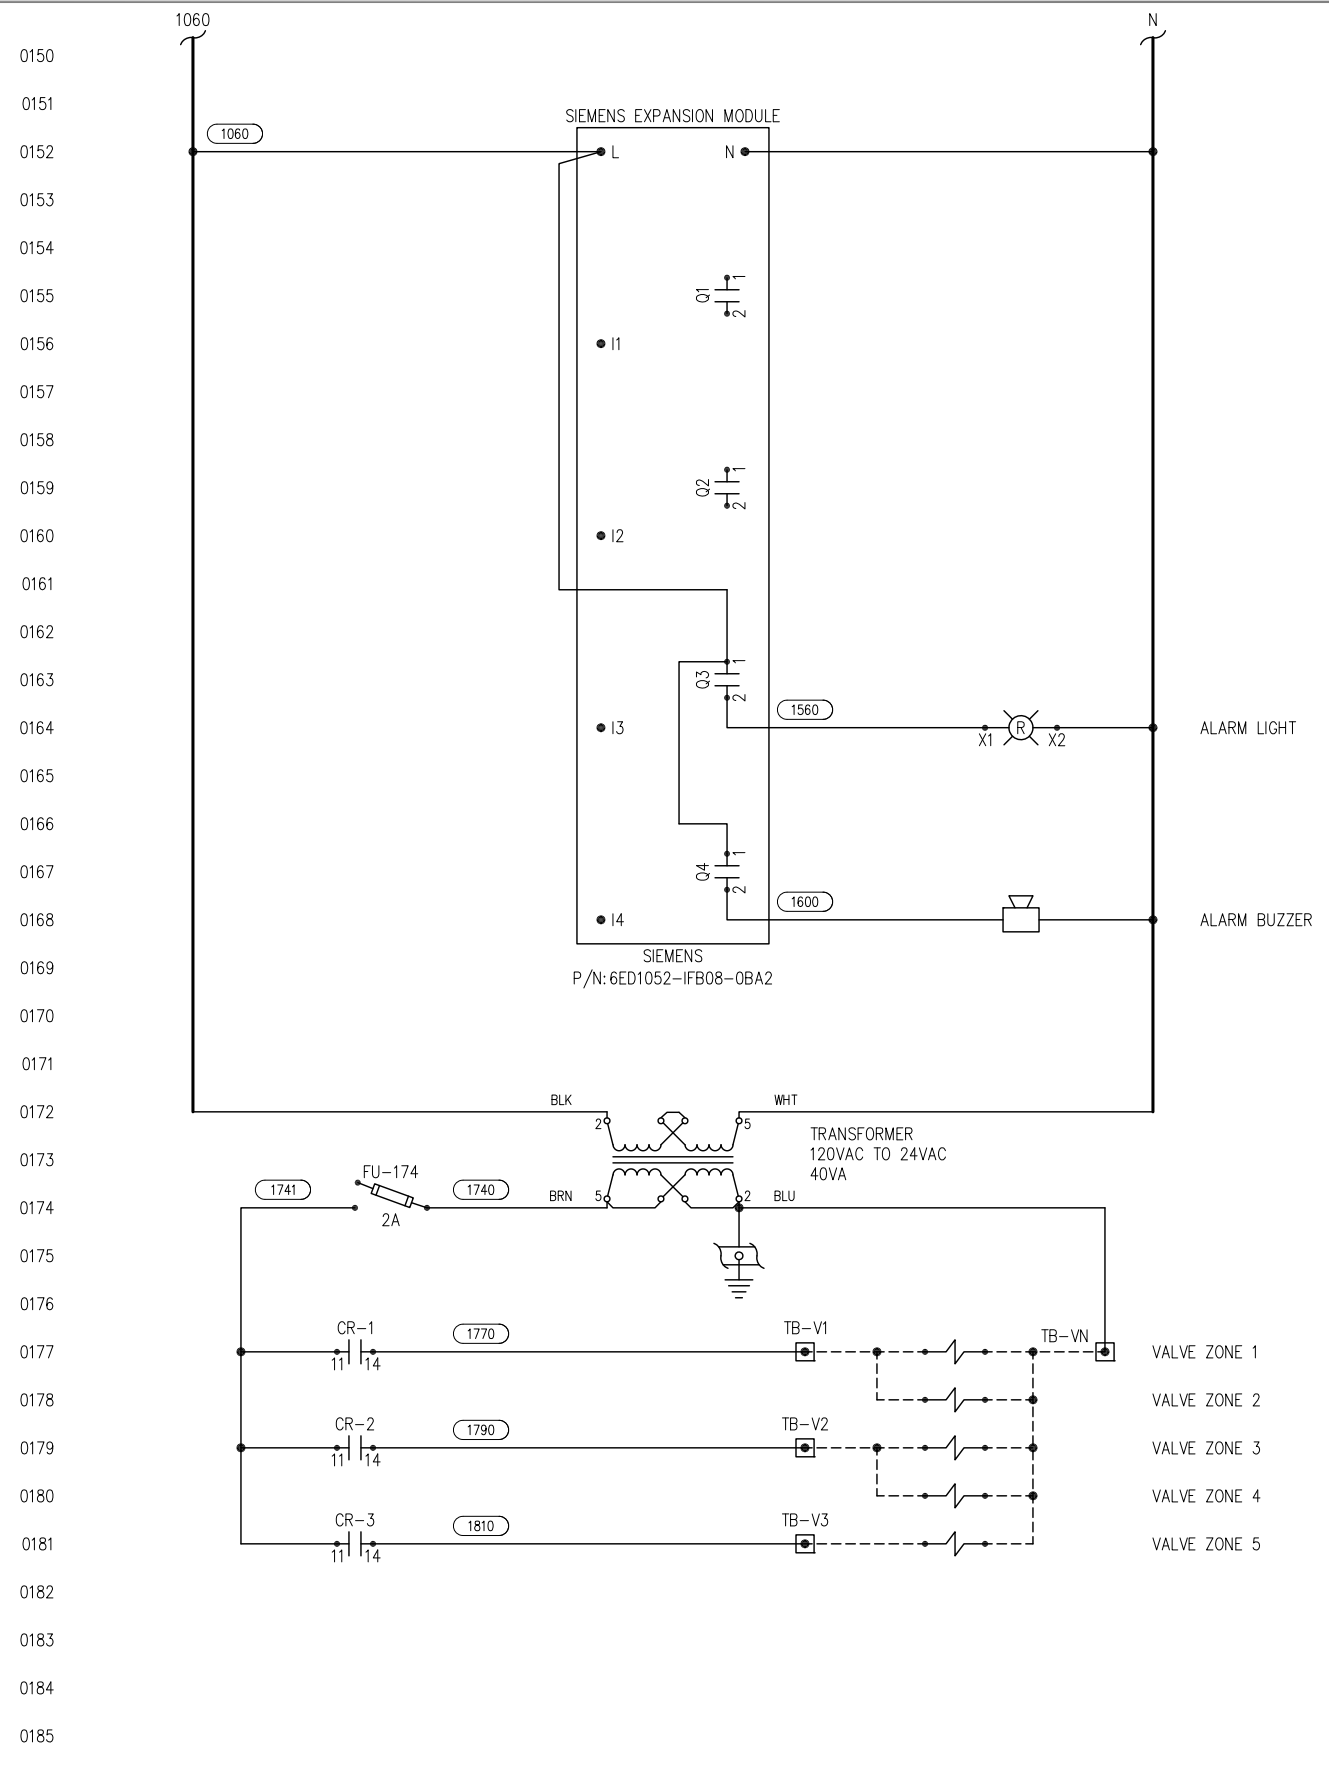 1060 N
0150
0151
SIEMENS EXPANSION MODULE
1060
0152 L N
0153
0154
1
0155 Q1
2
0156 I1
0157
0158
1
0159 Q2
2
0160 I2
0161
0162
1
0163 Q3
2
1560
0164 I3 X1 R X2 ALARM LIGHT
0165
0166
1
0167 Q4
2
1600
0168 I4 ALARM BUZZER
SIEMENS
0169
P/N: 6ED1052-IFB08-0BA2
0170
0171
BLK WHT
0172
2 5
TRANSFORMER
0173 120VAC TO 24VAC
40VA
FU-174
1741 1740
BRN 5 2 BLU
0174
2A
0175
0176
CR-1 1770 TB-V1 TB-VN
0177 VALVE ZONE 1
11 14
0178 VALVE ZONE 2
CR-2 1790 TB-V2
0179 VALVE ZONE 3
11 14
0180 VALVE ZONE 4
CR-3 1810 TB-V3
0181 VALVE ZONE 5
11 14
0182
0183
0184
0185